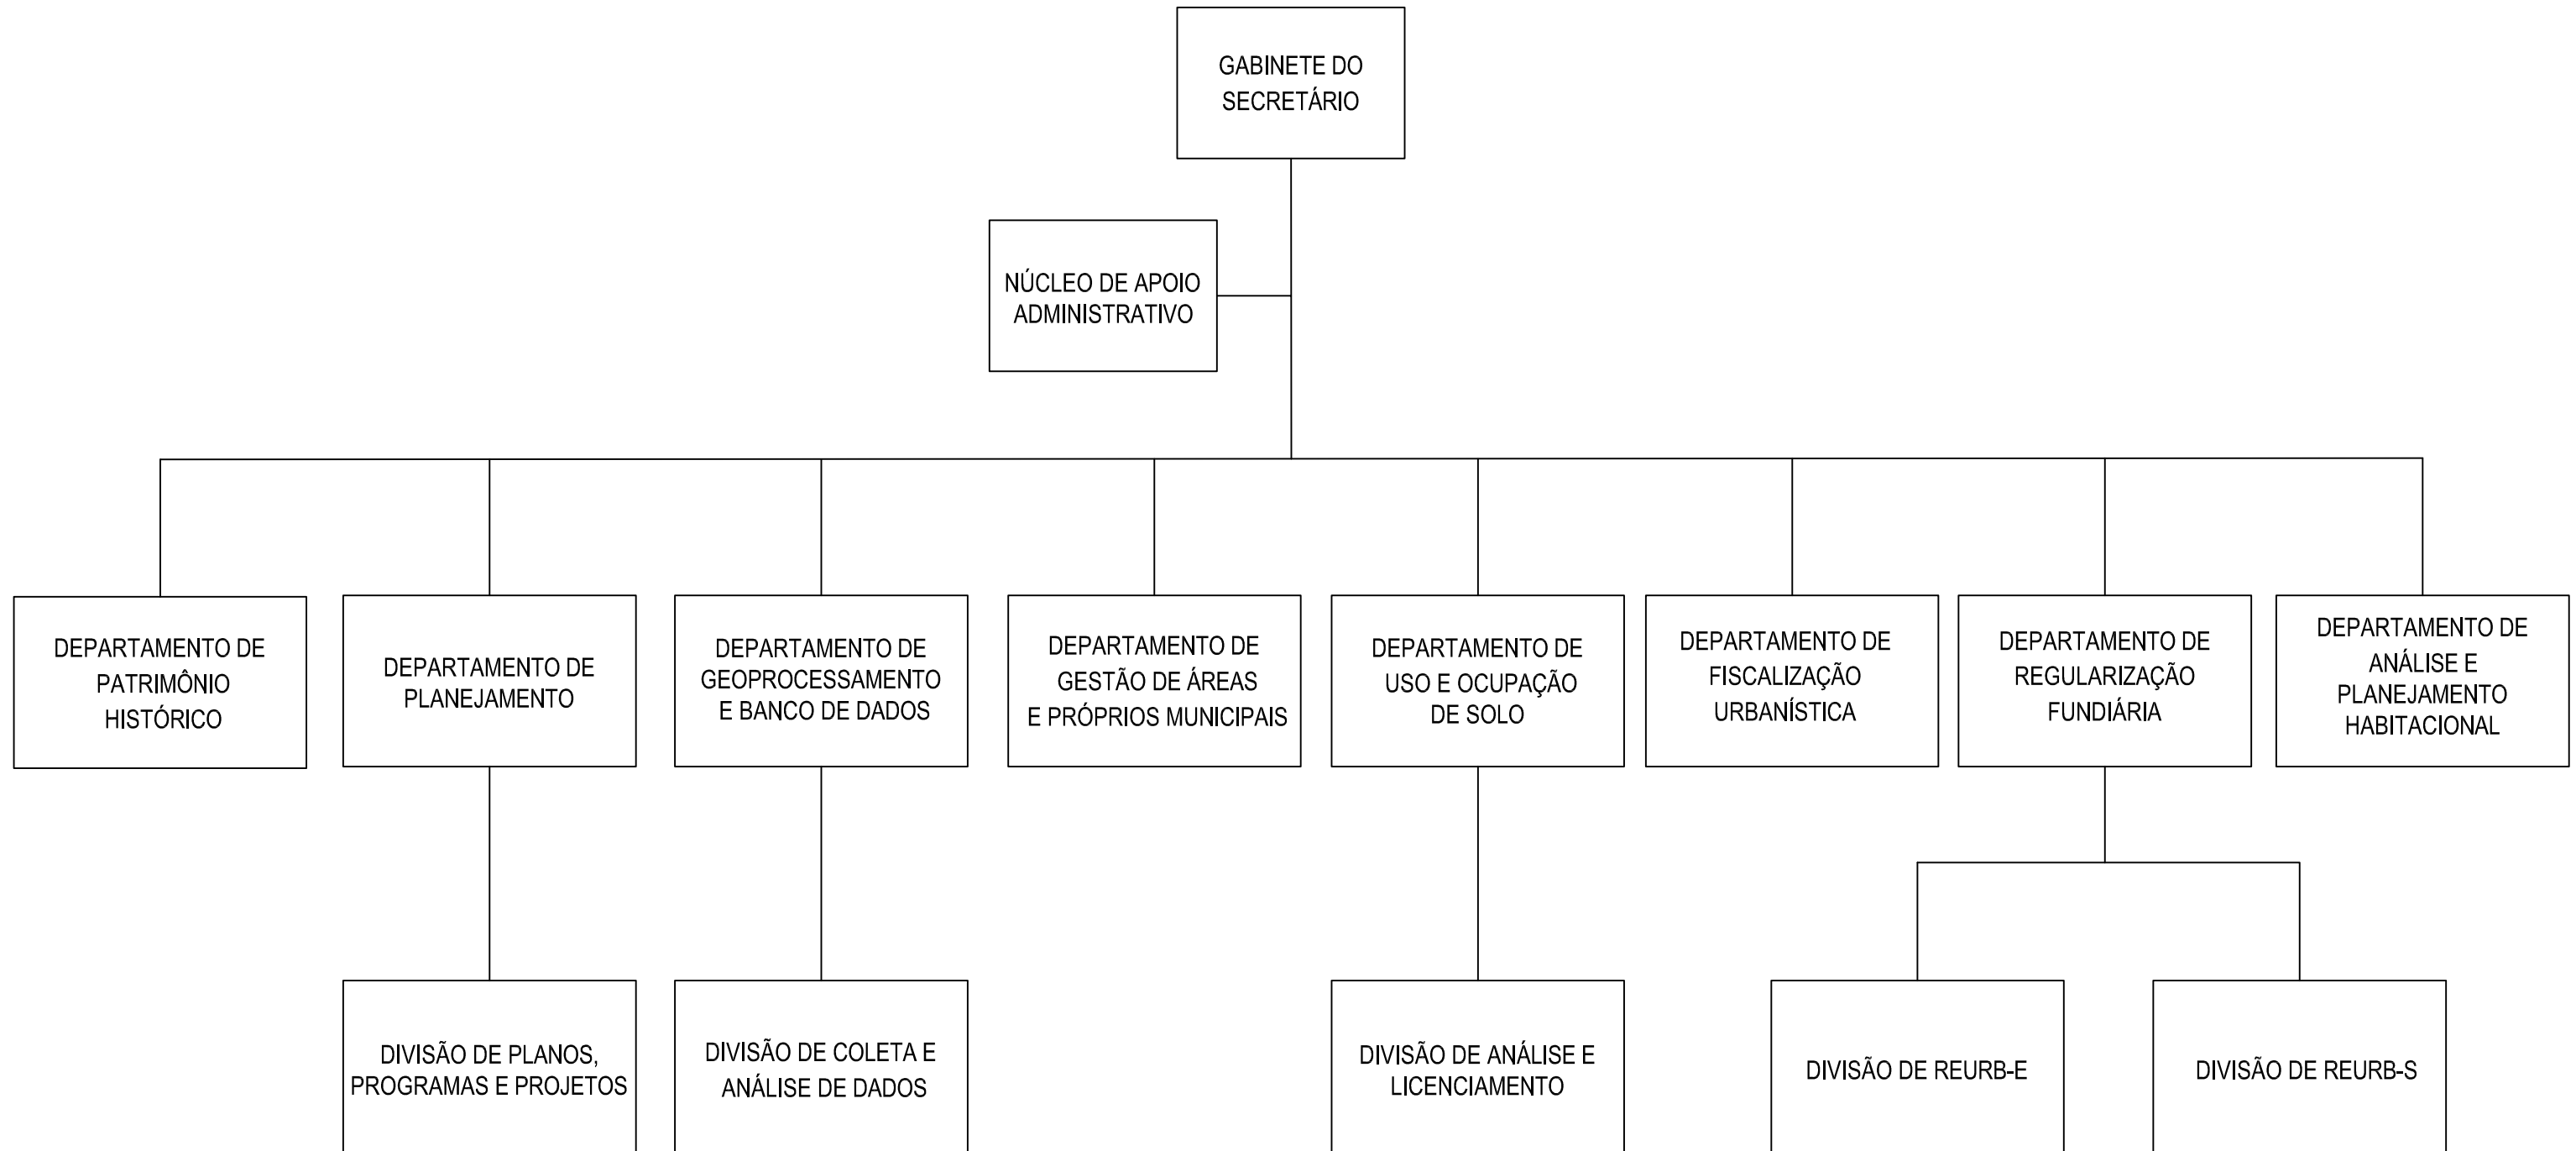 GABINETE DO
SECRETÁRIO
NÚCLEO DE APOIO
ADMINISTRATIVO
DEPARTAMENTO DE
PATRIMÔNIO
HISTÓRICO
DEPARTAMENTO DE
PLANEJAMENTO
DEPARTAMENTO DE
GEOPROCESSAMENTO
E BANCO DE DADOS
DEPARTAMENTO DE
GESTÃO DE ÁREAS
E PRÓPRIOS MUNICIPAIS
DEPARTAMENTO DE
USO E OCUPAÇÃO
DE SOLO
DEPARTAMENTO DE
FISCALIZAÇÃO
URBANÍSTICA
DEPARTAMENTO DE
REGULARIZAÇÃO
FUNDIÁRIA
DEPARTAMENTO DE
ANÁLISE E
PLANEJAMENTO
HABITACIONAL
DIVISÃO DE PLANOS,
PROGRAMAS E PROJETOS
DIVISÃO DE COLETA E
ANÁLISE DE DADOS
DIVISÃO DE ANÁLISE E
LICENCIAMENTO
DIVISÃO DE REURB-E
DIVISÃO DE REURB-S